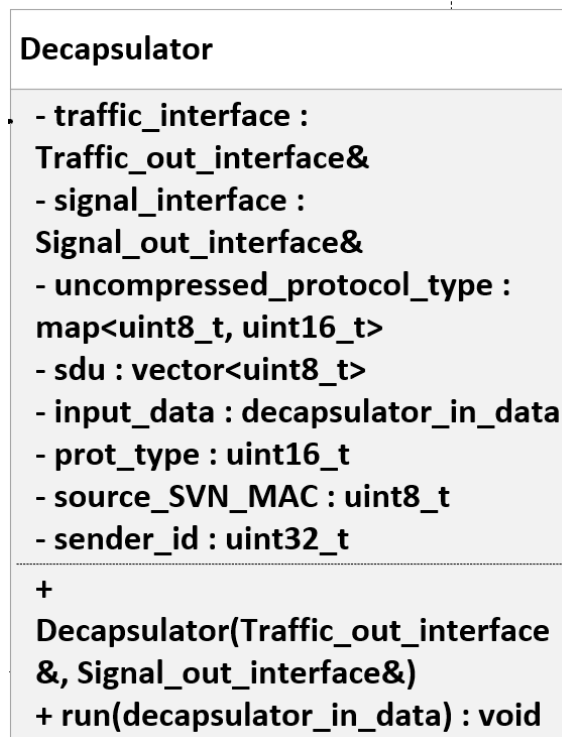 Decapsulator
- traffic_interface :
Traffic_out_interface&
- signal_interface :
Signal_out_interface&
- uncompressed_protocol_type :
map<uint8_t, uint16_t>
- sdu : vector<uint8_t>
- input_data : decapsulator_in_data
- prot_type : uint16_t
- source_SVN_MAC : uint8_t
- sender_id : uint32_t
+
Decapsulator(Traffic_out_interface
&, Signal_out_interface&)
+ run(decapsulator_in_data) : void